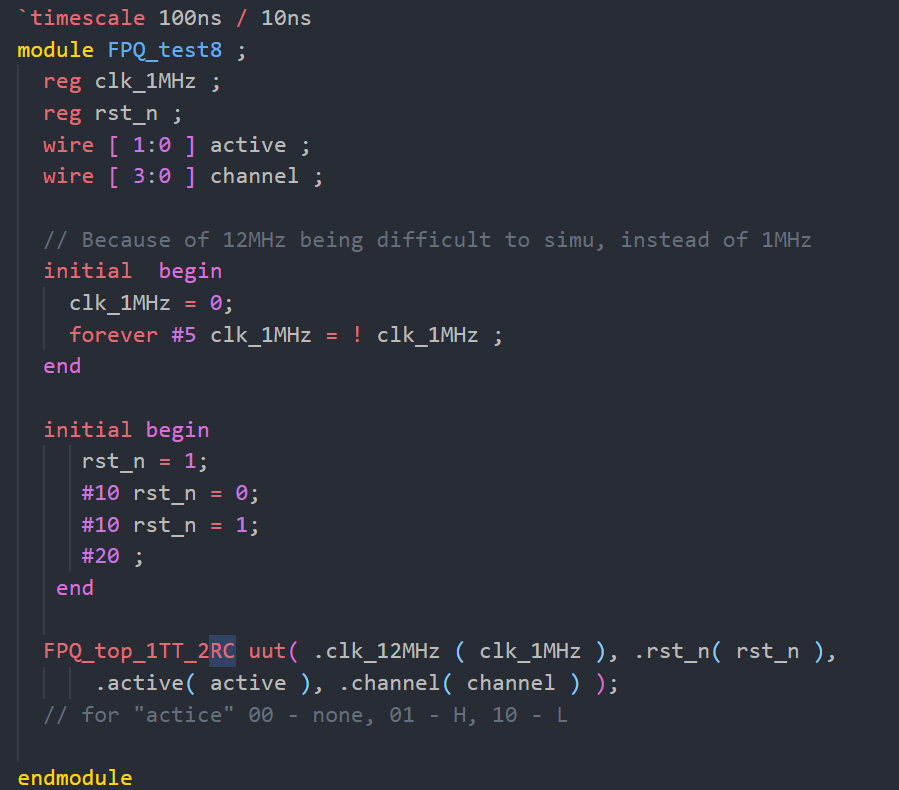 `timescale 100ns / 10ns
module FPQ_test8 ;
reg clk_1MHz ;
reg rst_n ;
wire [ 1:0 ] active ;
wire [ 3:0 ] channel ;
// Because of 12MHz being difficult to simu, instead of 1MHz
initial  begin
clk_1MHz = 0;
forever #5 clk_1MHz = ! clk_1MHz ;
end
initial begin
rst_n = 1;
#10 rst_n = 0;
#10 rst_n = 1;
#20 ;
end
FPQ_top_1TT_2RC uut( .clk_12MHz ( clk_1MHz ), .rst_n( rst_n ),
.active( active ), .channel( channel ) );
// for "actice" 00 - none, 01 - H, 10 - L
endmodule